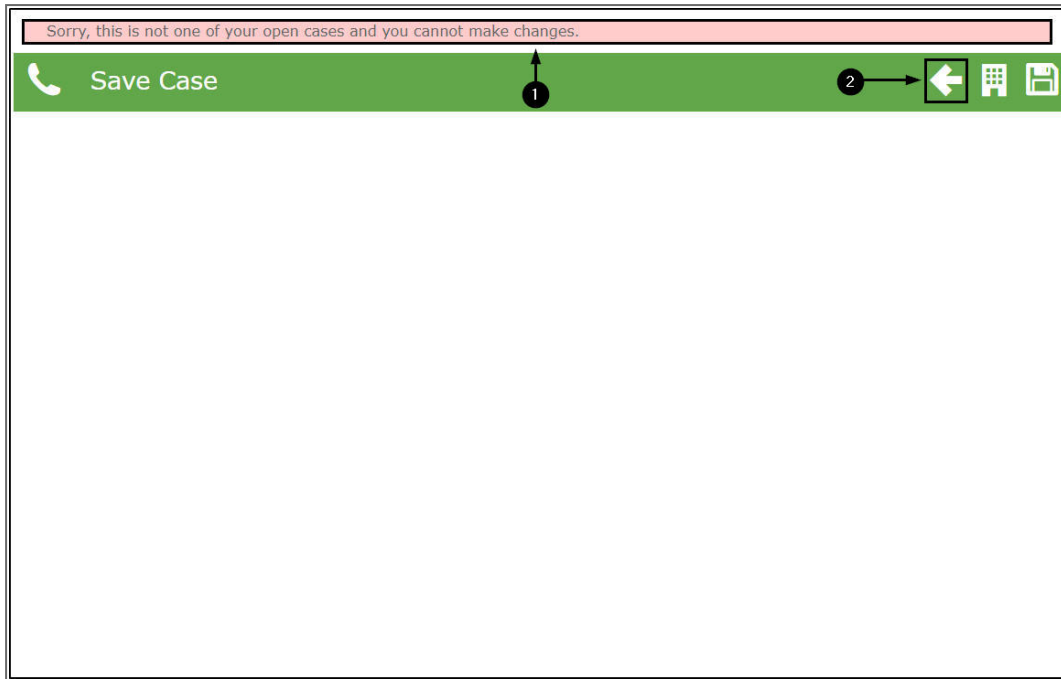 Sorry, this is not one of your open cases and you cannot make changes.
Save Case
2
1